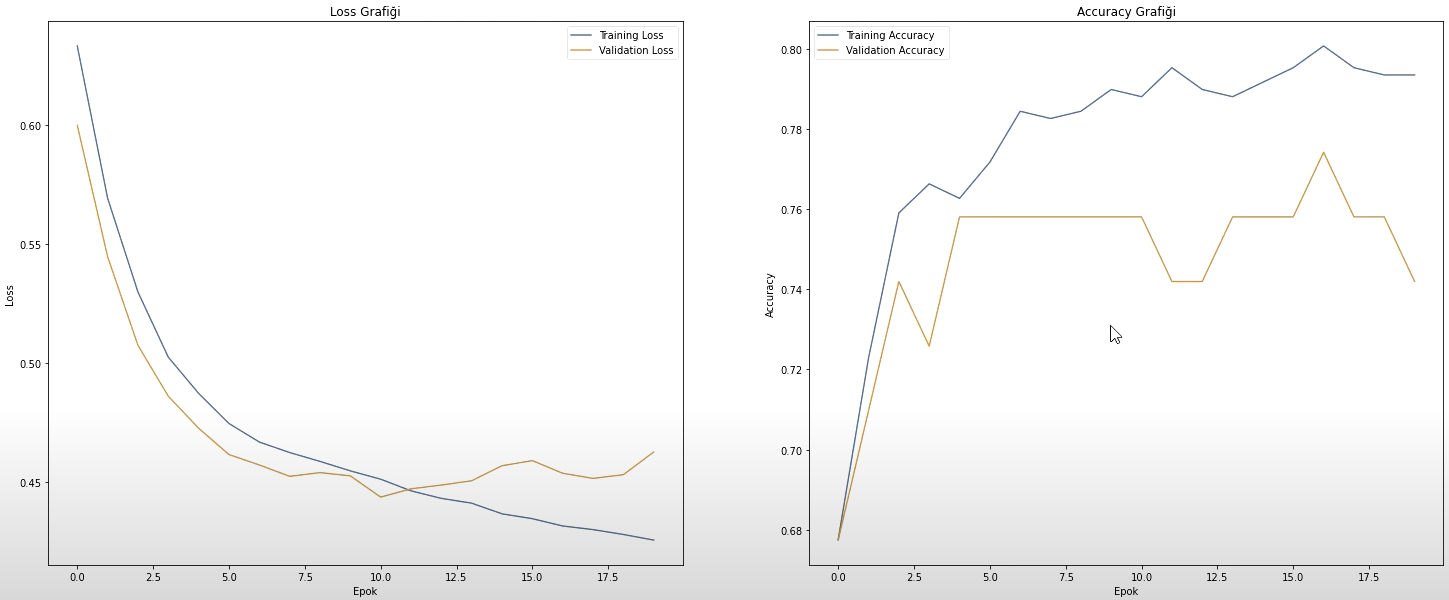 Loss Grafiği
Training Loss
Validation Loss
0.60
0.55
0.50
0.45
Loss
0.0 2.5 5.0 7.5 10.0 12.5 15.0 17.5
Epok
Accuracy Grafiği
Training Accuracy
Validation Accuracy
0.80
0.78
0.76
0.74
0.72
0.70
0.68
Accuracy
0.0 2.5 5.0 7.5 10.0 12.5 15.0 17.5
Epok